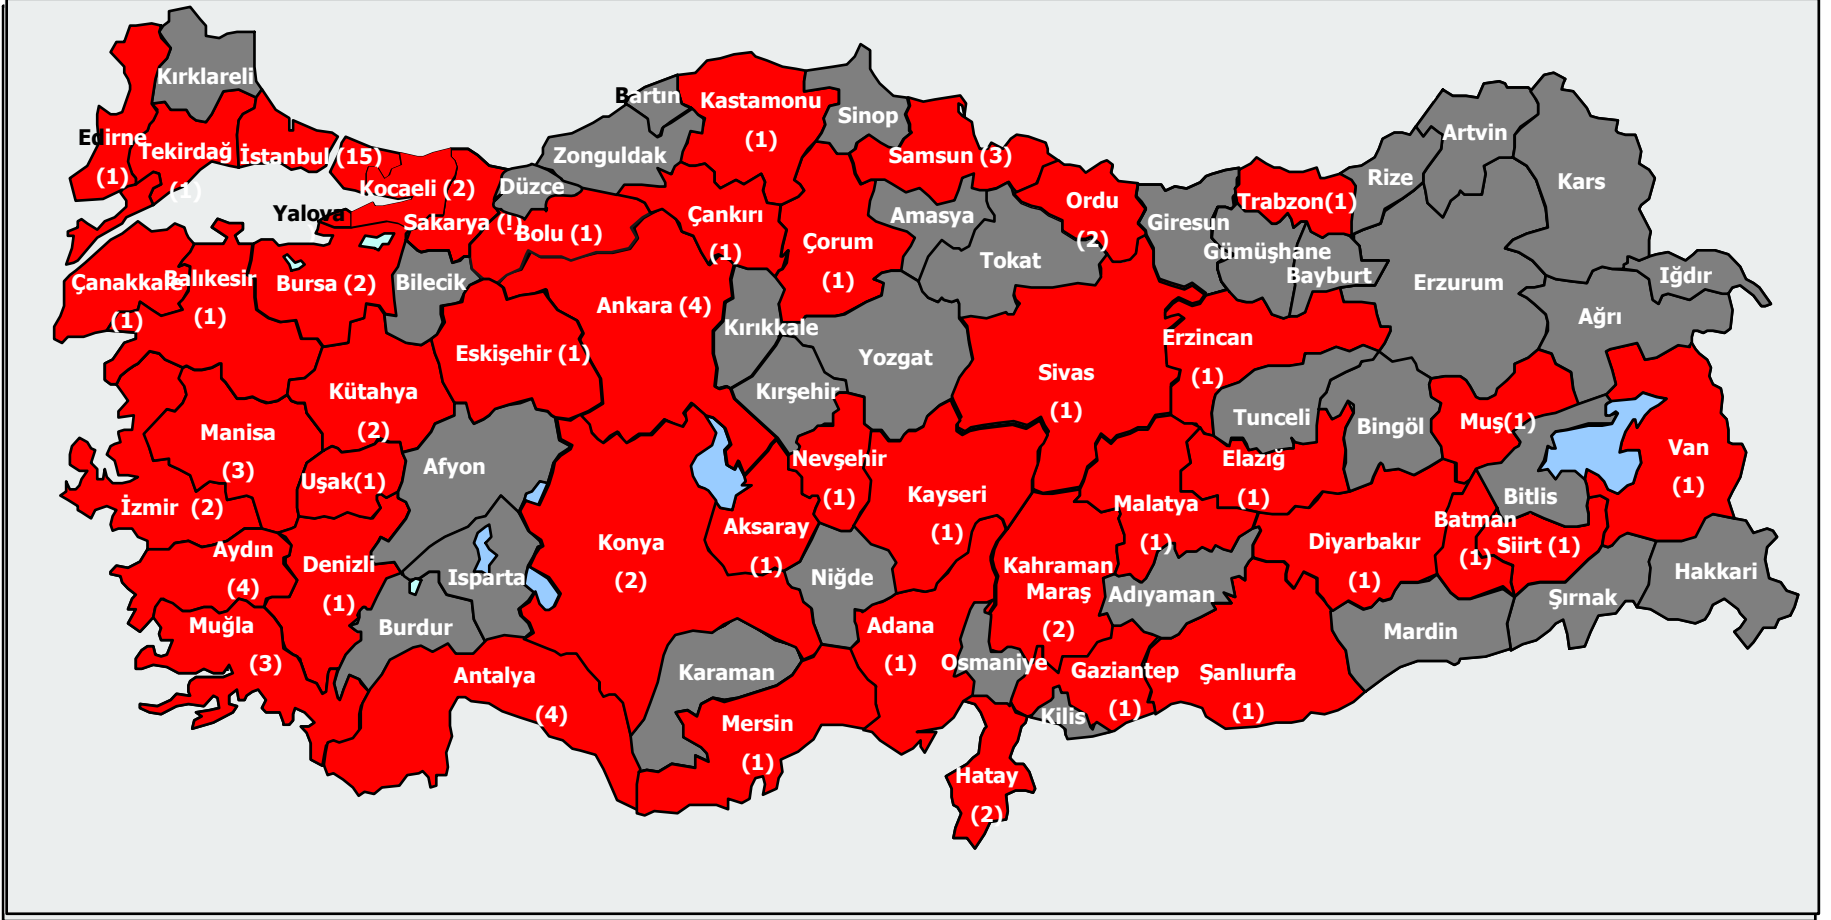 Kırklareli
Edirne
(1)
Tekirdağ
(1)
İstanbul (15)
Kocaeli (2)
Yalova
Sakarya (!)
Düzce
Bolu (1)
Zonguldak
Bartın
Kastamonu
(1)
Sinop
Samsun (3)
Çankırı
(1)
Çorum
(1)
Amasya
Tokat
Ordu
(2)
Giresun
Trabzon(1)
Gümüşhane
Bayburt
Rize
Artvin
Kars
Erzurum
Iğdır
Ağrı
Çanakkale
(1)
Balıkesir
(1)
Bursa (2)
Bilecik
Eskişehir (1)
Ankara (4)
Kırıkkale
Kırşehir
Yozgat
Sivas
(1)
Erzincan
(1)
Tunceli
Bingöl
Muş(1)
Van
(1)
Bitlis
Kütahya
(2)
Manisa
(3)
Uşak(1)
Afyon
İzmir (2)
Aydın
(4)
Denizli
(1)
Muğla
(3)
Burdur
Isparta
Antalya
(4)
Konya
(2)
Aksaray
(1)
Nevşehir
(1)
Kayseri
(1)
Niğde
Karaman
Mersin
(1)
Adana
(1)
Osmaniye
Hatay
(2)
Kahraman
Maraş
(2)
Malatya
(1)
Elazığ
(1)
Adıyaman
Gaziantep
(1)
Kilis
Şanlıurfa
(1)
Diyarbakır
(1)
Batman
(1)
Siirt (1)
Mardin
Şırnak
Hakkari